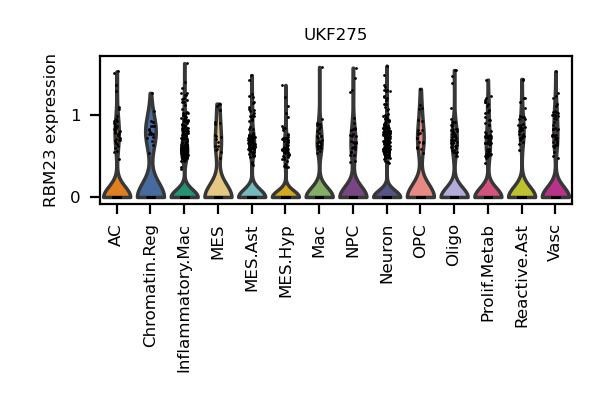 UKF275
RBM23 expression
1
0
AC
Chromatin.Reg
Inflammatory.Mac
MES
MES.Ast
MES.Hyp
Mac
NPC
Neuron
OPC
Oligo
Prolif.Metab
Reactive.Ast
Vasc